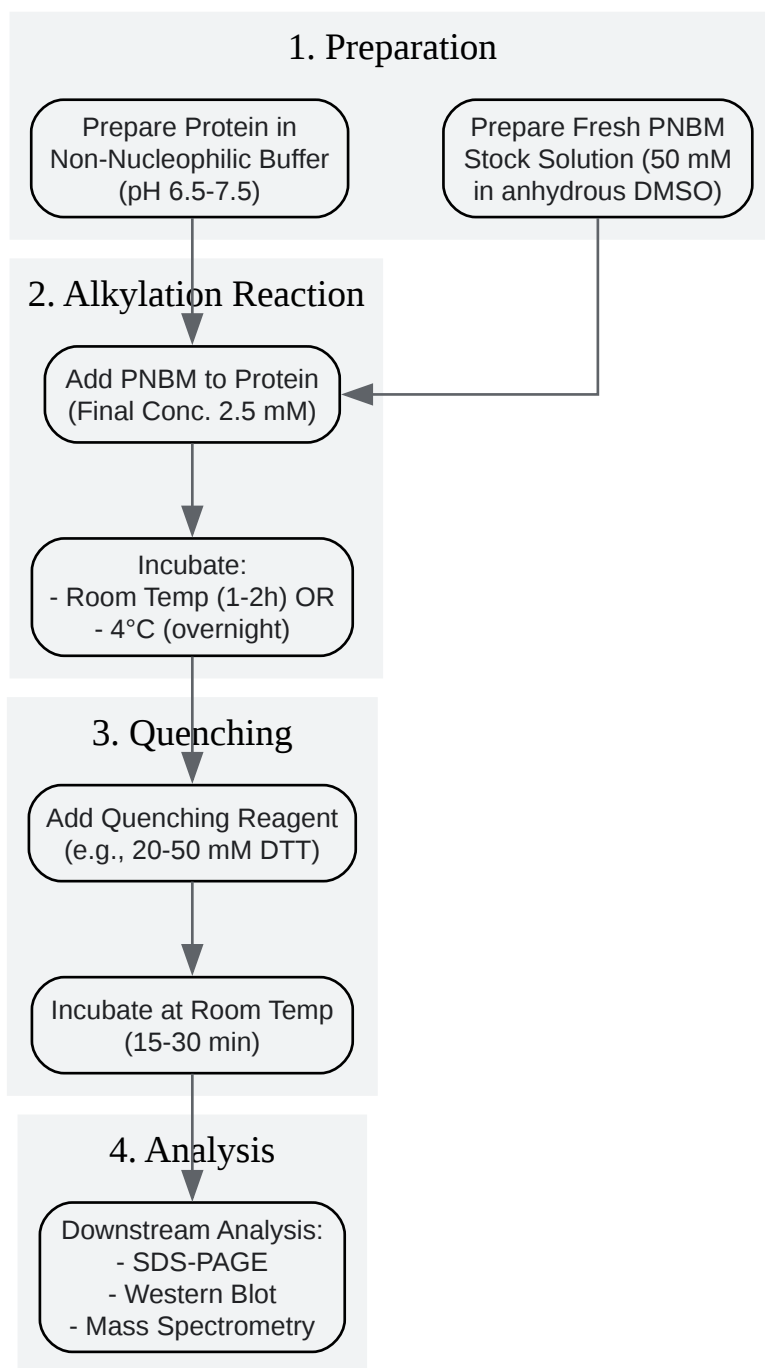 1. Preparation
Prepare Protein in
Non-Nucleophilic Buffer
(pH 6.5-7.5)
Prepare Fresh PNBM
Stock Solution (50 mM
in anhydrous DMSO)
2. Alkylation Reaction
Add PNBM to Protein
(Final Conc. 2.5 mM)
Incubate:
- Room Temp (1-2h) OR
- 4°C (overnight)
3. Quenching
Add Quenching Reagent
(e.g., 20-50 mM DTT)
Incubate at Room Temp
(15-30 min)
4. Analysis
Downstream Analysis:
- SDS-PAGE
- Western Blot
- Mass Spectrometry